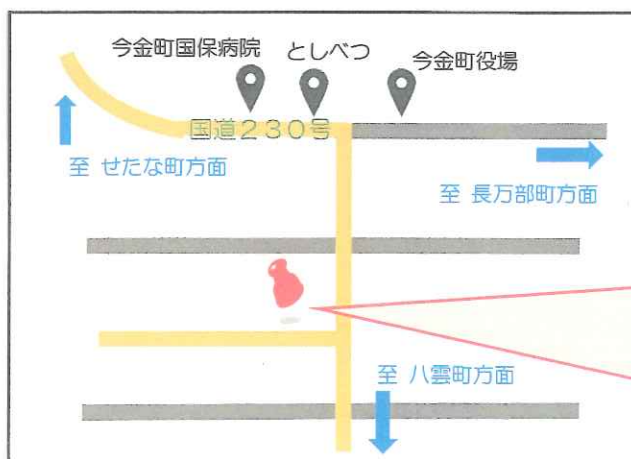 今金町国保病院
としべつ
今金町役場
国道230号
至 せたな町方面
至 長万部町方面
至 八雲町方面